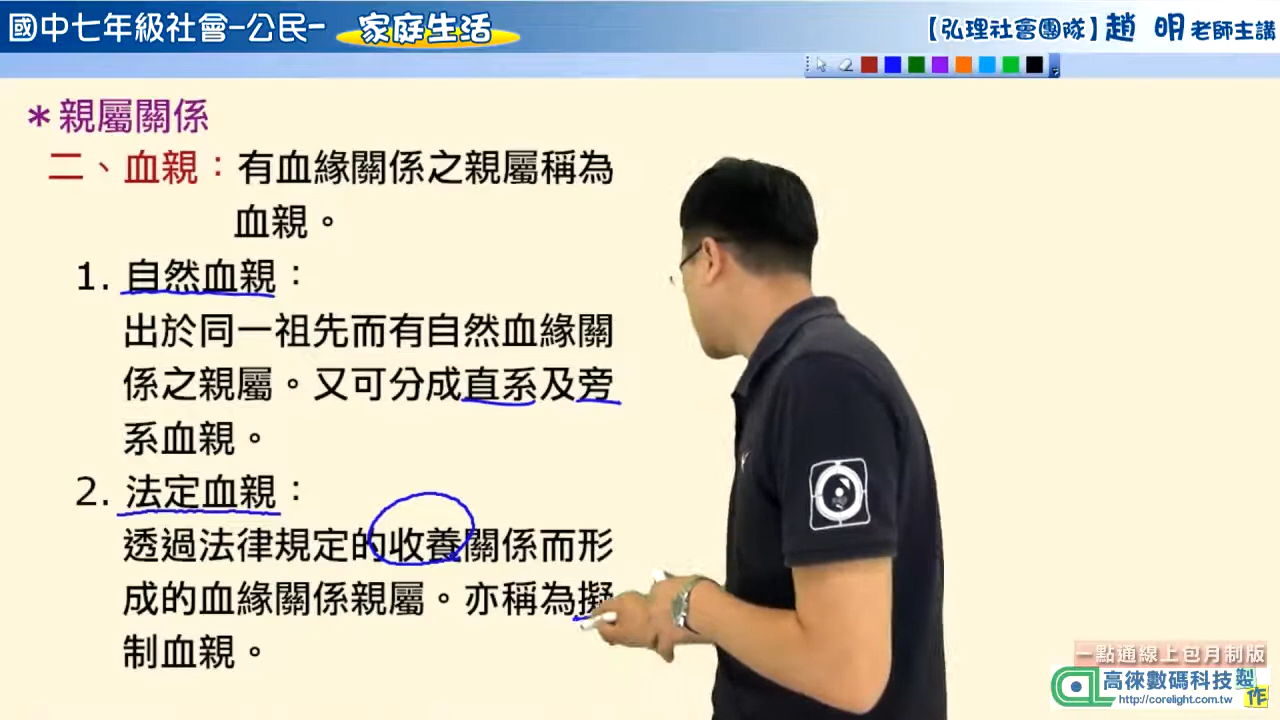 國中七年級社會-公民- 家庭生活
【弘理社會團隊】趙 明 老師主講
＊親屬關係
二、血親：有血緣關係之親屬稱為
血親。
1. 自然血親：
出於同一祖先而有自然血緣關
係之親屬。又可分成直系及旁
系血親。
2. 法定血親：
透過法律規定的收養關係而形
成的血緣關係親屬。亦稱為擬
制血親。
一點通線上包月制版
高徠數碼科技製作
http://corelight.com.tw